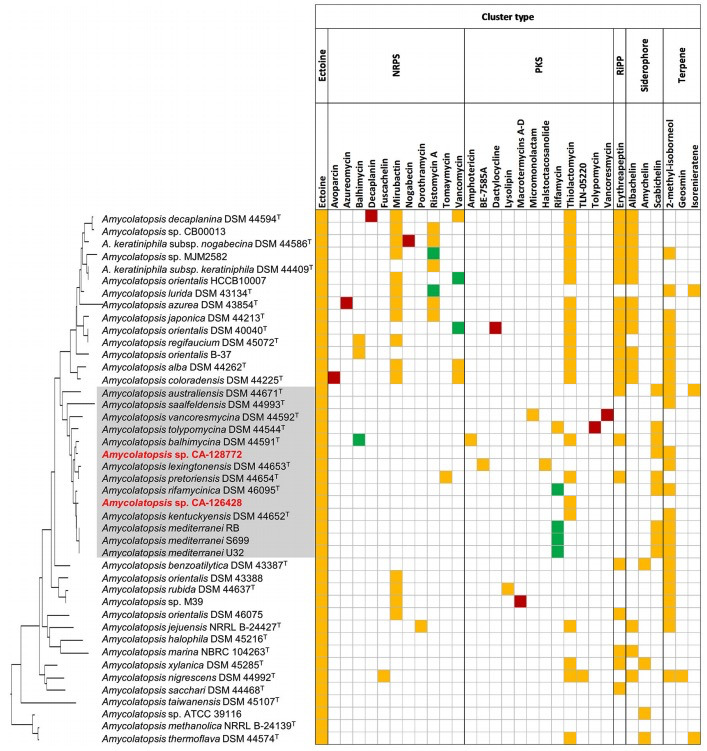 Cluster type
Ectoine
NRPS
PKS
RiPP
Siderophore
Terpene
Ectoine
Avoparcin
Azureomycin
Balhimycin
Decaplanin
Fuscachelin
Mirubactin
Nogabecin
Porothramycin
Ristomycin A
Tomaymycin
Vancomycin
Amphotericin
BE-7585A
Dactylocycline
Lysolipin
Macrotermycins A-D
Micromonolactam
Halstoctacosanolide
Rifamycin
Thiolactomycin
TLN-05220
Tolypomycin
Vancoresmycin
Erythreapeptin
Albachelin
Amychelin
Scabichelin
2-methyl-isoborneol
Geosmin
Isorenieratene
Amycolatopsis decaplanina DSM 44594ᵀ
Amycolatopsis sp. CB00013
A. keratiniphila subsp. nogabecina DSM 44586ᵀ
Amycolatopsis sp. MJM2582
A. keratiniphila subsp. keratiniphila DSM 44409ᵀ
Amycolatopsis orientalis HCCB10007
Amycolatopsis lurida DSM 43134ᵀ
Amycolatopsis azurea DSM 43854ᵀ
Amycolatopsis japonica DSM 44213ᵀ
Amycolatopsis orientalis DSM 40040ᵀ
Amycolatopsis regifaucium DSM 45072ᵀ
Amycolatopsis orientalis B-37
Amycolatopsis alba DSM 44262ᵀ
Amycolatopsis coloradensis DSM 44225ᵀ
Amycolatopsis australiensis DSM 44671ᵀ
Amycolatopsis saalfeldensis DSM 44993ᵀ
Amycolatopsis vancoresmycina DSM 44592ᵀ
Amycolatopsis tolypomycina DSM 44544ᵀ
Amycolatopsis balhimycina DSM 44591ᵀ
Amycolatopsis sp. CA-128772
Amycolatopsis lexingtonensis DSM 44653ᵀ
Amycolatopsis pretoriensis DSM 44654ᵀ
Amycolatopsis rifamycinica DSM 46095ᵀ
Amycolatopsis sp. CA-126428
Amycolatopsis kentuckyensis DSM 44652ᵀ
Amycolatopsis mediterranei RB
Amycolatopsis mediterranei S699
Amycolatopsis mediterranei U32
Amycolatopsis benzoatilytica DSM 43387ᵀ
Amycolatopsis orientalis DSM 43388
Amycolatopsis rubida DSM 44637ᵀ
Amycolatopsis sp. M39
Amycolatopsis orientalis DSM 46075
Amycolatopsis jejuensis NRRL B-24427ᵀ
Amycolatopsis halophila DSM 45216ᵀ
Amycolatopsis marina NBRC 104263ᵀ
Amycolatopsis xylanica DSM 45285ᵀ
Amycolatopsis nigrescens DSM 44992ᵀ
Amycolatopsis sacchari DSM 44468ᵀ
Amycolatopsis taiwanensis DSM 45107ᵀ
Amycolatopsis sp. ATCC 39116
Amycolatopsis methanolica NRRL B-24139ᵀ
Amycolatopsis thermoflava DSM 44574ᵀ